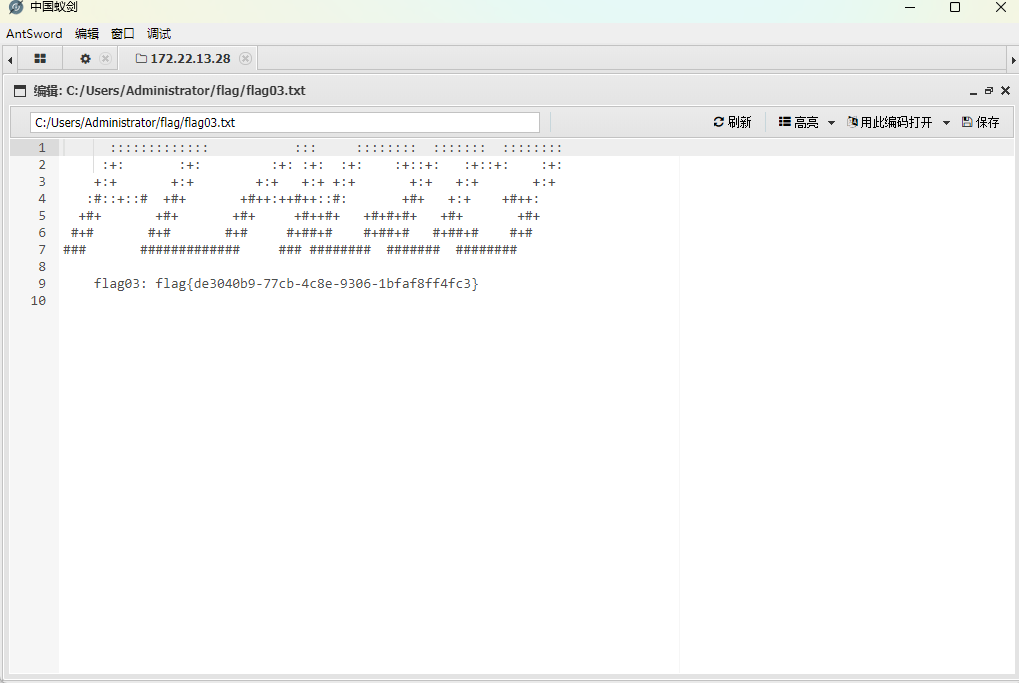 中国蚁剑
AntSword 编辑 窗口 调试
172.22.13.28
编辑: C:/Users/Administrator/flag/flag03.txt
C:/Users/Administrator/flag/flag03.txt 刷新 高亮 用此编码打开 保存
1       :::::::::::::           :::     ::::::::  :::::::  ::::::::
2      :+:       :+:         :+: :+:  :+:    :+::+:   :+::+:    :+:
3     +:+       +:+        +:+   +:+ +:+       +:+   +:+       +:+
4    :#::+::#  +#+       +#++:++#++::#:       +#+   +:+    +#++:
5   +#+       +#+       +#+     +#++#+   +#+#+#+   +#+       +#+
6  #+#       #+#       #+#     #+##+#    #+##+#   #+##+#    #+#
7 ###       #############     ### ########  #######  ########
8
9     flag03: flag{de3040b9-77cb-4c8e-9306-1bfaf8ff4fc3}
10